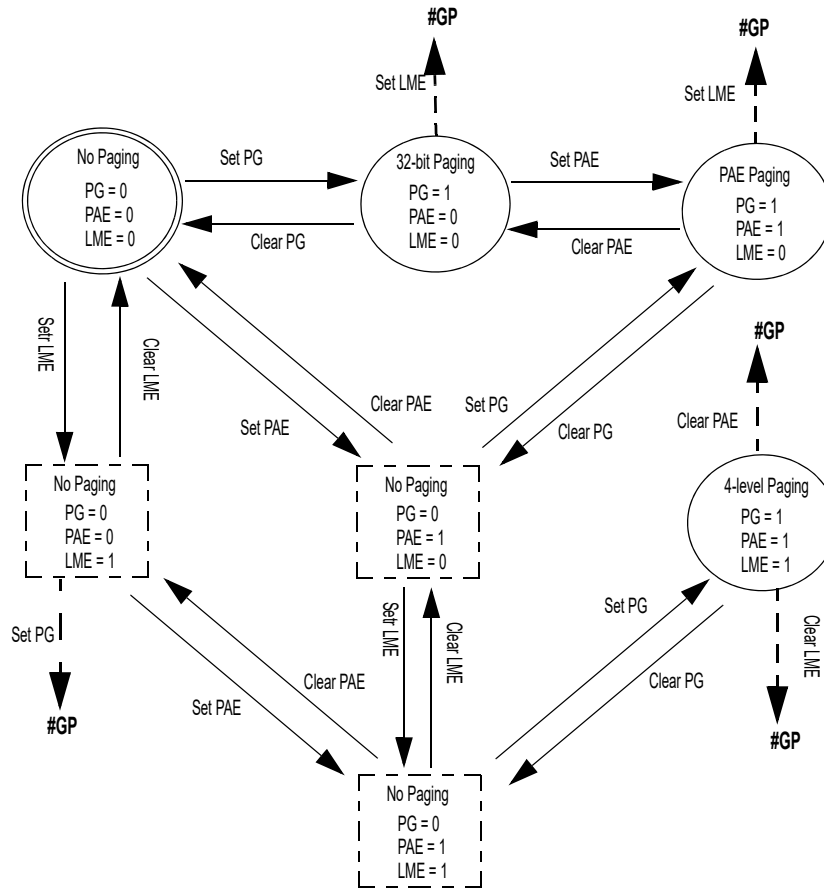 #GP
#GP
Set LME
Set LME
No Paging
PG = 0
PAE = 0
LME = 0
Set PG
Clear PG
32-bit Paging
PG = 1
PAE = 0
LME = 0
Set PAE
Clear PAE
PAE Paging
PG = 1
PAE = 1
LME = 0
Setr LME
Clear LME
Set PAE
Clear PAE
Set PG
Clear PG
#GP
Clear PAE
No Paging
PG = 0
PAE = 0
LME = 1
No Paging
PG = 0
PAE = 1
LME = 0
4-level Paging
PG = 1
PAE = 1
LME = 1
Set PG
#GP
Set PAE
Clear PAE
Setr LME
Clear LME
Set PG
Clear PG
Clear LME
#GP
No Paging
PG = 0
PAE = 1
LME = 1